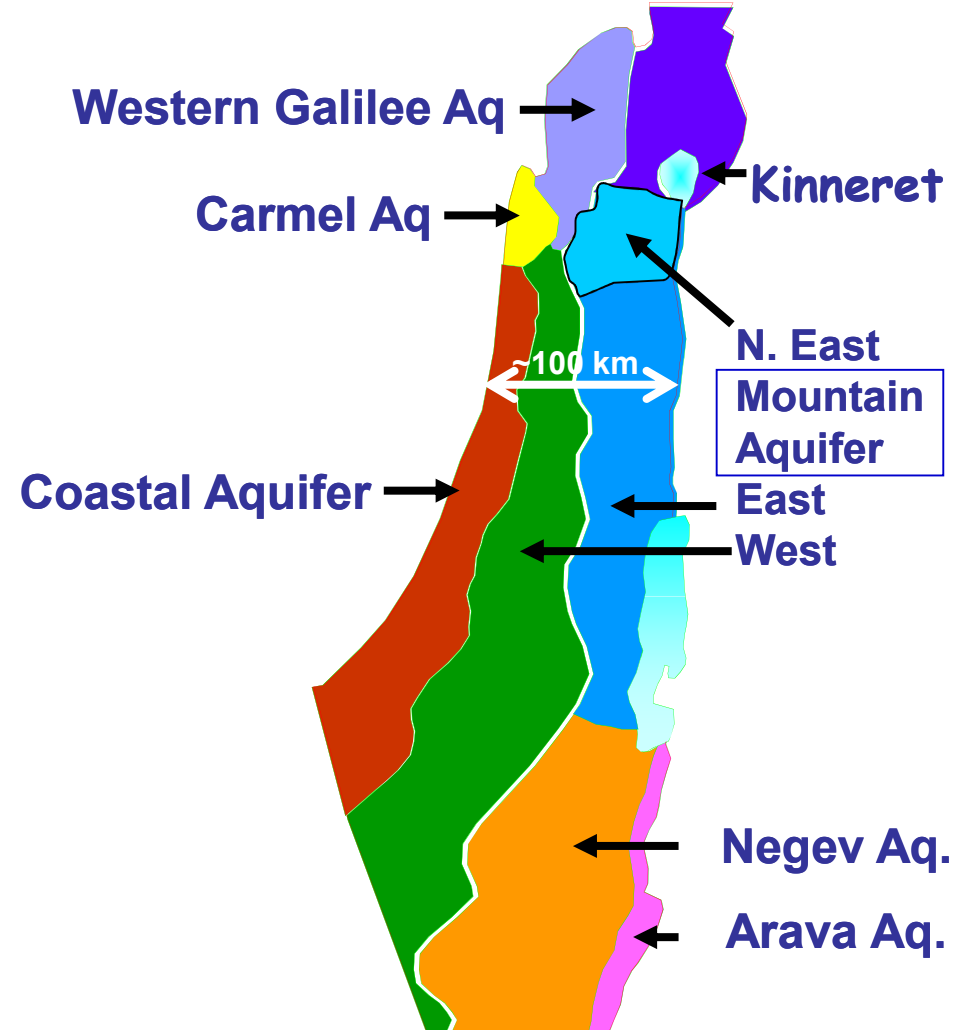 Western Galilee Aq
Kinneret
Carmel Aq
N. East
~100 km
Mountain
Aquifer
Coastal Aquifer
East
West
Negev Aq.
Arava Aq.